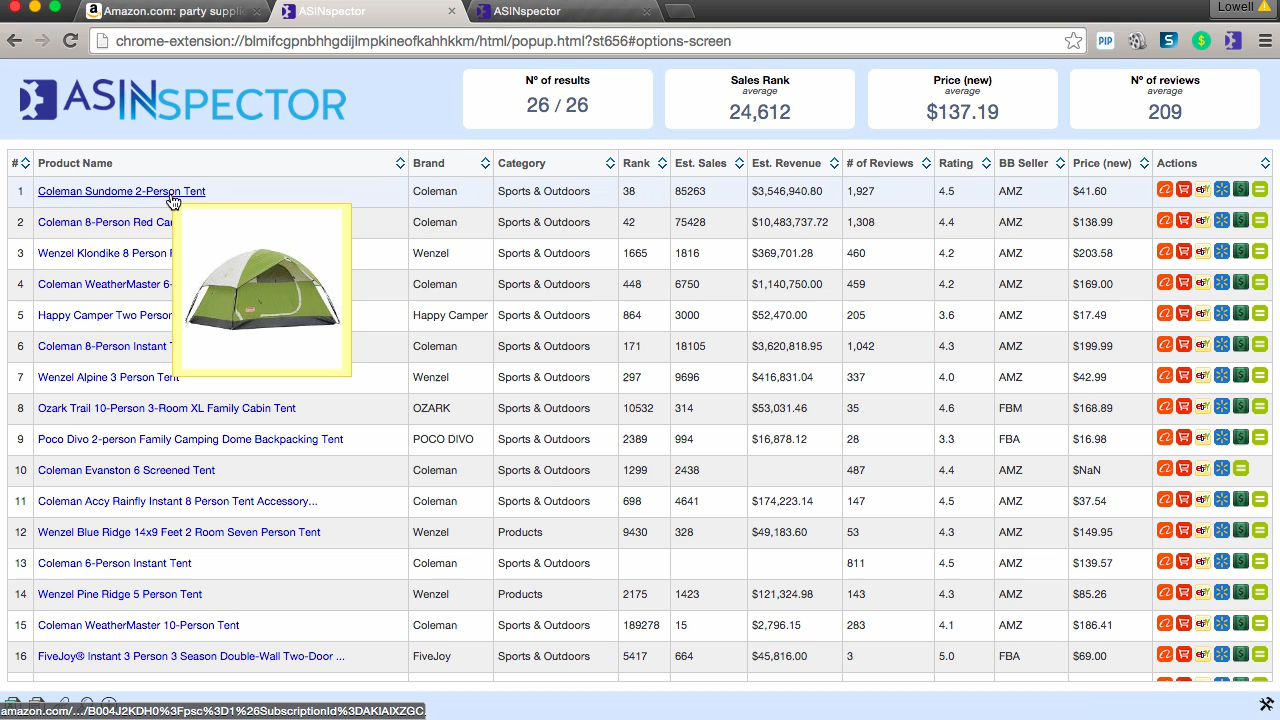 Amazon.com: party supplie
ASINspector
ASINspector
Lowell
chrome-extension://blmifcgpnbhhgdijlmpkineofkahhkkm/html/popup.html?st656#options-screen
PIP
ASINSPECTOR
Nº of results
26 / 26
Sales Rank
average
24,612
Price (new)
average
$137.19
Nº of reviews
average
209
# Product Name Brand Category Rank Est. Sales Est. Revenue # of Reviews Rating BB Seller Price (new) Actions
1 Coleman Sundome 2-Person Tent Coleman Sports & Outdoors 38 85263 $3,546,940.80 1,927 4.5 AMZ $41.60
2 Coleman 8-Person Red Ca Coleman Sports & Outdoors 42 75428 $10,483,737.72 1,308 4.4 AMZ $138.99
3 Wenzel Klondike 8 Person Wenzel Sports & Outdoors 1665 1816 $369,701.28 460 4.2 AMZ $203.58
4 Coleman WeatherMaster 6- Coleman Sports & Outdoors 448 6750 $1,140,750.00 459 4.2 AMZ $169.00
5 Happy Camper Two Person Happy Camper Sports & Outdoors 864 3000 $52,470.00 205 3.6 AMZ $17.49
6 Coleman 8-Person Instant Coleman Sports & Outdoors 171 18105 $3,620,818.95 1,042 4.3 AMZ $199.99
7 Wenzel Alpine 3 Person Tent Wenzel Sports & Outdoors 297 9696 $416,831.04 337 4.0 AMZ $42.99
8 Ozark Trail 10-Person 3-Room XL Family Cabin Tent OZARK Sports & Outdoors 10532 314 $53,031.46 35 4.6 FBM $168.89
9 Poco Divo 2-person Family Camping Dome Backpacking Tent POCO DIVO Sports & Outdoors 2389 994 $16,878.12 28 3.3 FBA $16.98
10 Coleman Evanston 6 Screened Tent Coleman Sports & Outdoors 1299 2438 487 4.4 AMZ $NaN
11 Coleman Accy Rainfly Instant 8 Person Tent Accessory... Coleman Sports & Outdoors 698 4641 $174,223.14 147 4.5 AMZ $37.54
12 Wenzel Blue Ridge 14x9 Feet 2 Room Seven Person Tent Wenzel Products 9430 328 $49,183.60 53 4.3 AMZ $149.95
13 Coleman 6-Person Instant Tent Coleman Sports & Outdoors 811 4.5 AMZ $139.57
14 Wenzel Pine Ridge 5 Person Tent Wenzel Products 2175 1423 $121,324.98 143 4.3 AMZ $85.26
15 Coleman WeatherMaster 10-Person Tent Coleman Sports & Outdoors 189278 15 $2,796.15 283 4.1 AMZ $186.41
16 FiveJoy® Instant 3 Person 3 Season Double-Wall Two-Door ... FiveJoy Sports & Outdoors 5417 664 $45,816.00 3 5.0 FBA $69.00
amazon.com/.../B004J2KDH0%3Fpsc%3D1%26SubscriptionId%3DAKIAIXZGC